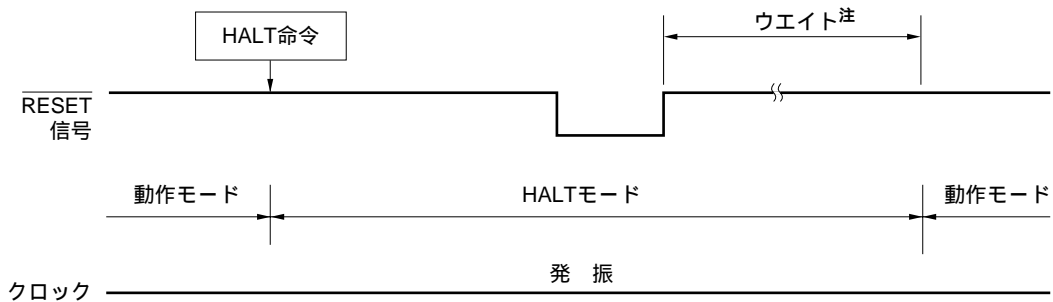 ウエイト注
HALT命令
RESET
信号
動作モード
HALTモード
動作モード
発 振
クロック